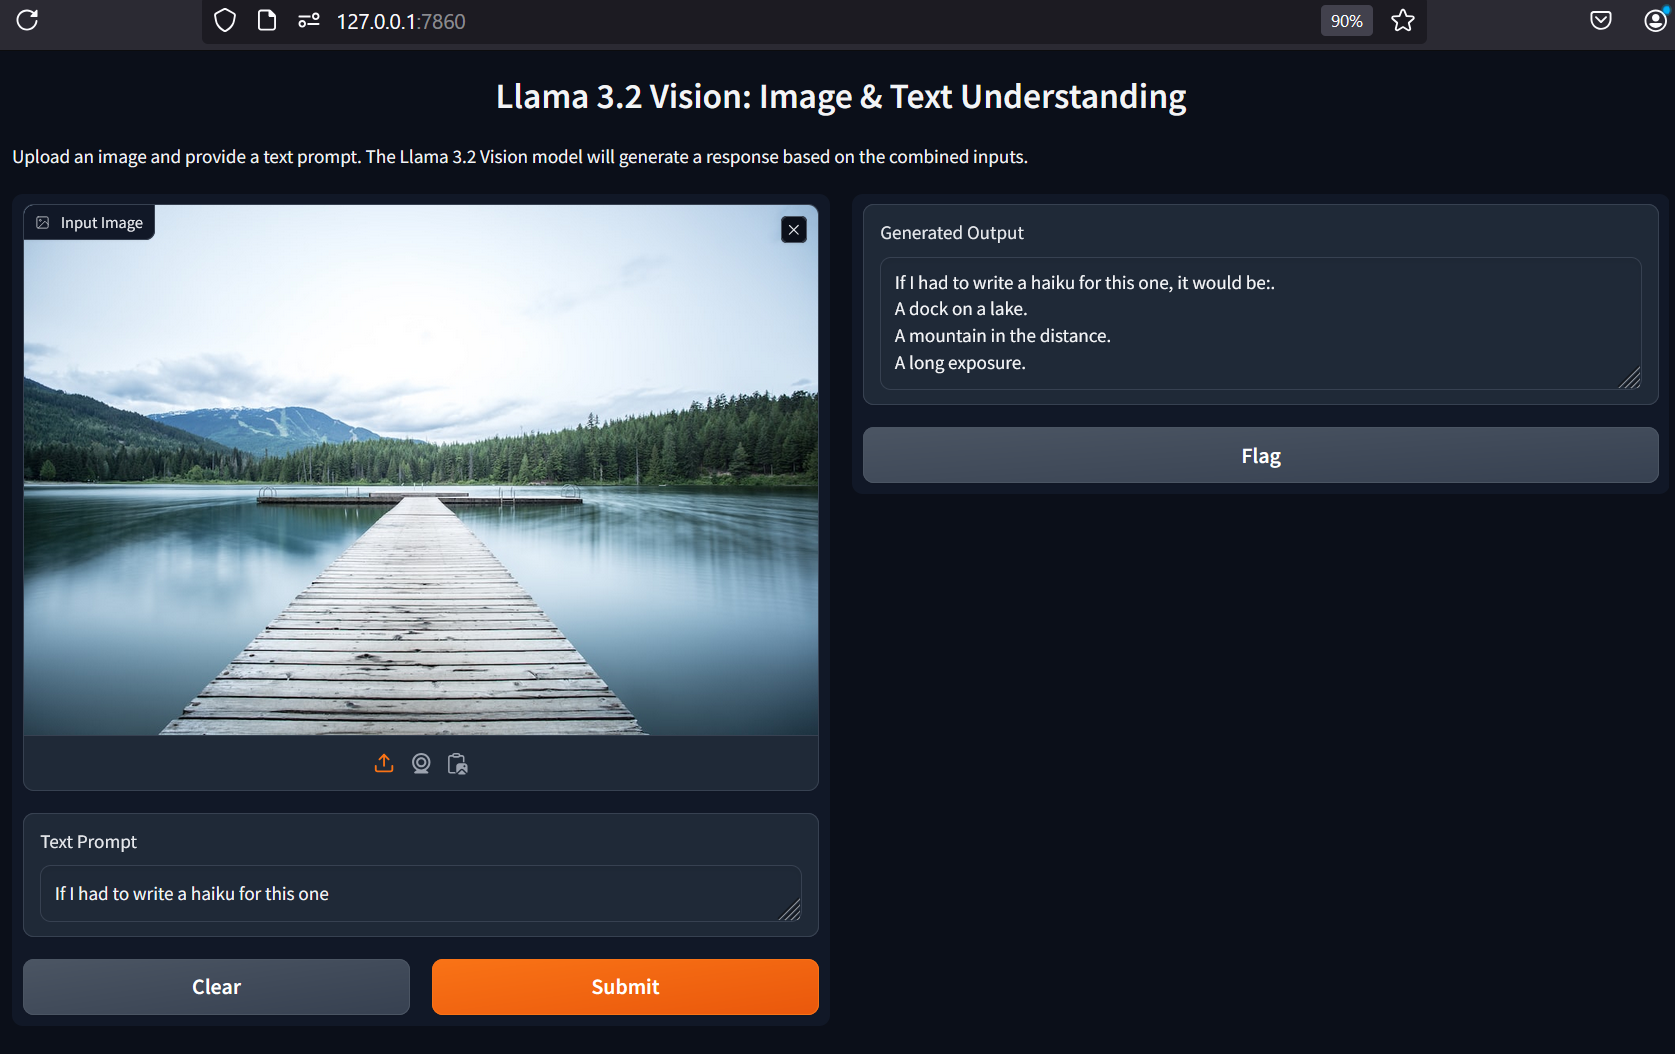 127.0.0.1:7860
90%
Llama 3.2 Vision: Image & Text Understanding
Upload an image and provide a text prompt. The Llama 3.2 Vision model will generate a response based on the combined inputs.
Input Image
Text Prompt
If I had to write a haiku for this one
Clear
Submit
Generated Output
If I had to write a haiku for this one, it would be:.
A dock on a lake.
A mountain in the distance.
A long exposure.
Flag